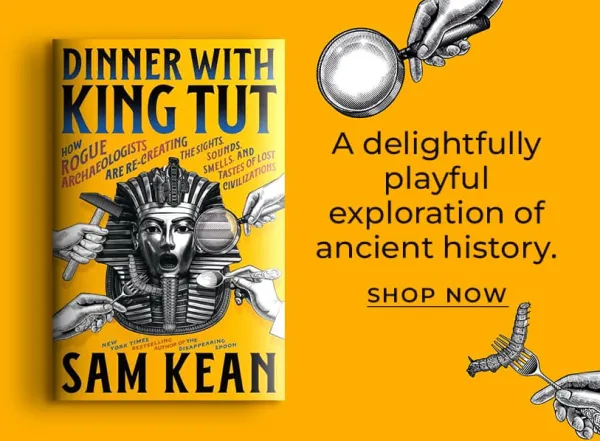 DINNER WITH
KING TUT
HOW
ROGUE
ARCHAEOLOGISTS
ARE RE-CREATING
THE SIGHTS,
SOUNDS,
SMELLS, AND
TASTES OF LOST
CIVILIZATIONS
NEW
YORK TIMES
BESTSELLING
AUTHOR OF THE
DISAPPEARING
SPOON
SAM KEAN
A delightfully
playful
exploration of
ancient history.
SHOP NOW